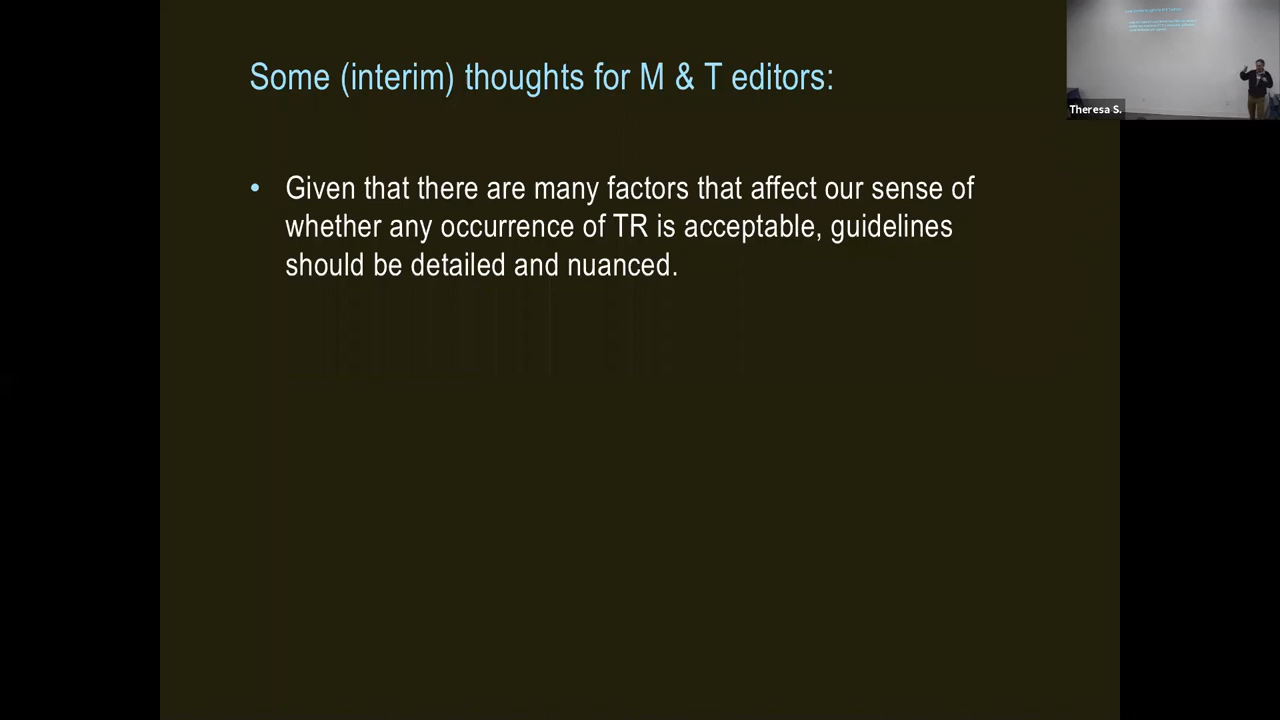 Some (interim) thoughts for M & T editors:
• Given that there are many factors that affect our sense of
whether any occurrence of TR is acceptable, guidelines
should be detailed and nuanced.
Theresa S.